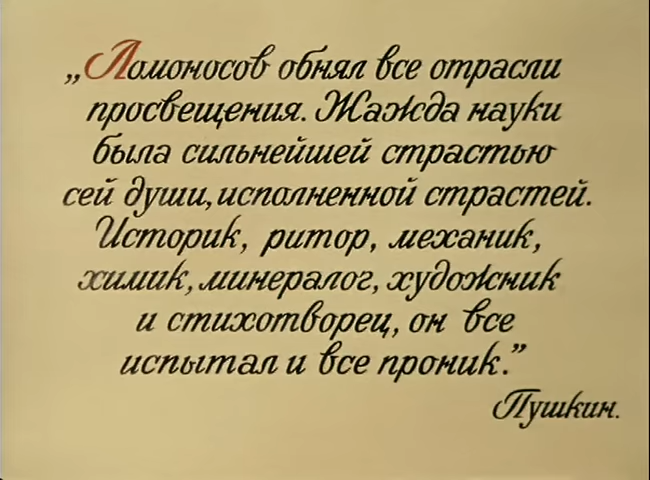 „Ломоносов обнял все отрасли
просвещения. Жажда науки
была сильнейшей страстью
сей души, исполненной страстей.
Историк, ритор, механик,
химик, минералог, художник
и стихотворец, он все
испытал и все проник.”
Пушкин.